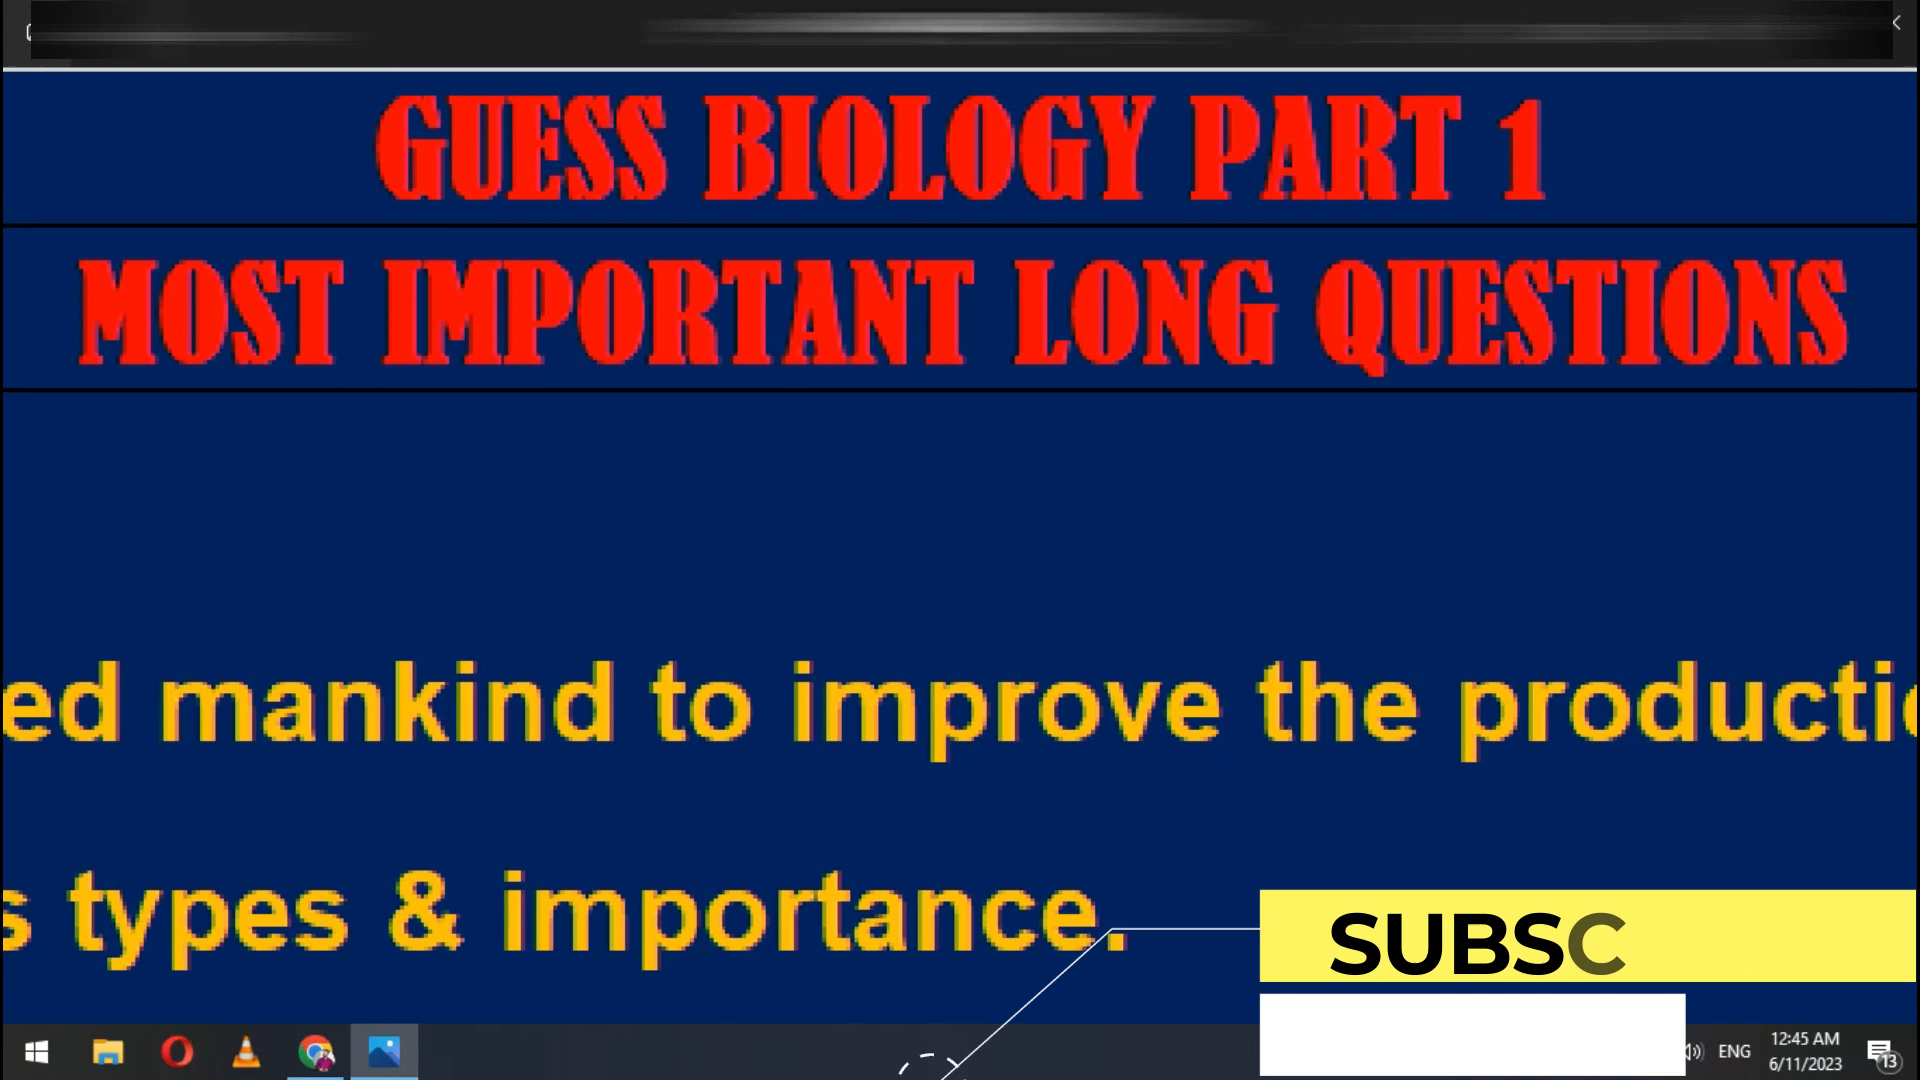 GUESS BIOLOGY PART 1
MOST IMPORTANT LONG QUESTIONS
ed mankind to improve the productio
s types & importance.
SUBSC
ENG
12:45 AM
6/11/2023
13